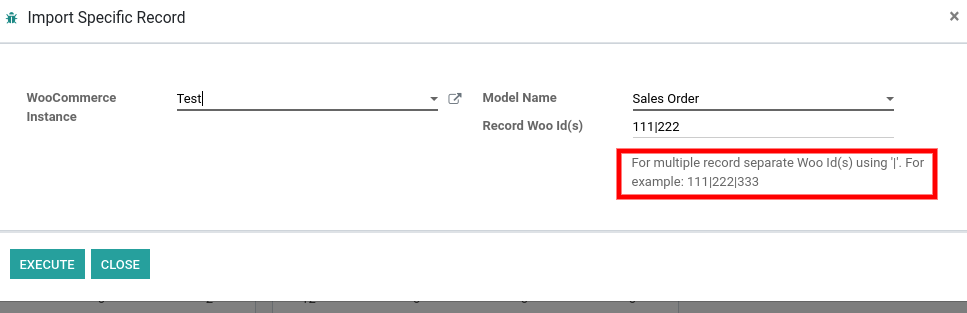 Import Specific Record
×
WooCommerce
Instance
Test
Model Name
Sales Order
Record Woo Id(s)
111|222
For multiple record separate Woo Id(s) using '|'. For
example: 111|222|333
EXECUTE
CLOSE